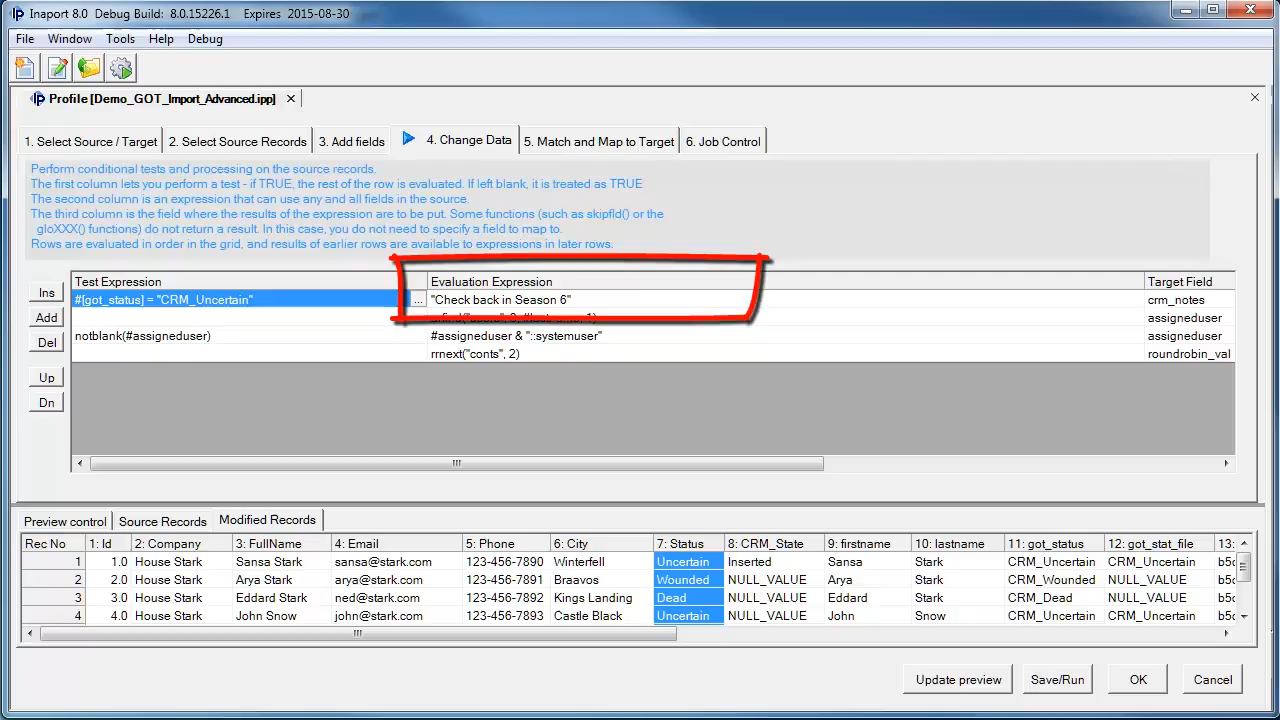 Inaport 8.0 Debug Build: 8.0.15226.1 Expires 2015-08-30
File Window Tools Help Debug
Profile [Demo_GOT_Import_Advanced.ipp]
1. Select Source / Target 2. Select Source Records 3. Add fields 4. Change Data 5. Match and Map to Target 6. Job Control
Perform conditional tests and processing on the source records.
The first column lets you perform a test - if TRUE, the rest of the row is evaluated. If left blank, it is treated as TRUE
The second column is an expression that can use any and all fields in the source.
The third column is the field where the results of the expression are to be put. Some functions (such as skipfld() or the
gloXXX() functions) do not return a result. In this case, you do not need to specify a field to map to.
Rows are evaluated in order in the grid, and results of earlier rows are available to expressions in later rows.
Test Expression Evaluation Expression Target Field
Ins #[got_status] = "CRM_Uncertain" ... "Check back in Season 6" crm_notes
Add assigneduser
notblank(#assigneduser) #assigneduser & "::systemuser" assigneduser
Del rrnext("conts", 2) roundrobin_val
Up
Dn
Preview control Source Records Modified Records
Rec No 1: Id 2: Company 3: FullName 4: Email 5: Phone 6: City 7: Status 8: CRM_State 9: firstname 10: lastname 11: got_status 12: got_stat_file 13:
1 1.0 House Stark Sansa Stark sansa@stark.com 123-456-7890 Winterfell Uncertain Inserted Sansa Stark CRM_Uncertain CRM_Uncertain
2 2.0 House Stark Arya Stark arya@stark.com 123-456-7891 Braavos Wounded NULL_VALUE Arya Stark CRM_Wounded NULL_VALUE
3 3.0 House Stark Eddard Stark ned@stark.com 123-456-7892 Kings Landing Dead NULL_VALUE Eddard Stark CRM_Dead NULL_VALUE
4 4.0 House Stark John Snow john@stark.com 123-456-7893 Castle Black Uncertain NULL_VALUE John Snow CRM_Uncertain CRM_Uncertain
Update preview Save/Run OK Cancel